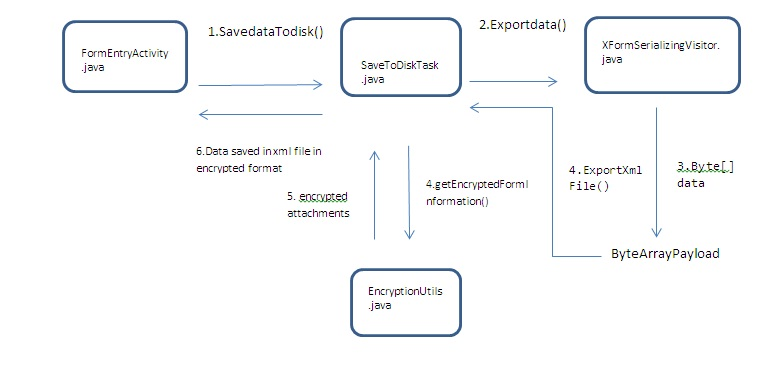 1.SavedataTodisk()
2.Exportdata()
FormEntryActivity
.java
SaveToDiskTask
.java
XFormSerializingVisitor.
java
6.Data saved in xml file in
encrypted format
5. encrypted
attachments
4.getEncryptedFormI
nformation()
4.ExportXml
File()
3.Byte[]
data
ByteArrayPayload
EncryptionUtils
.java